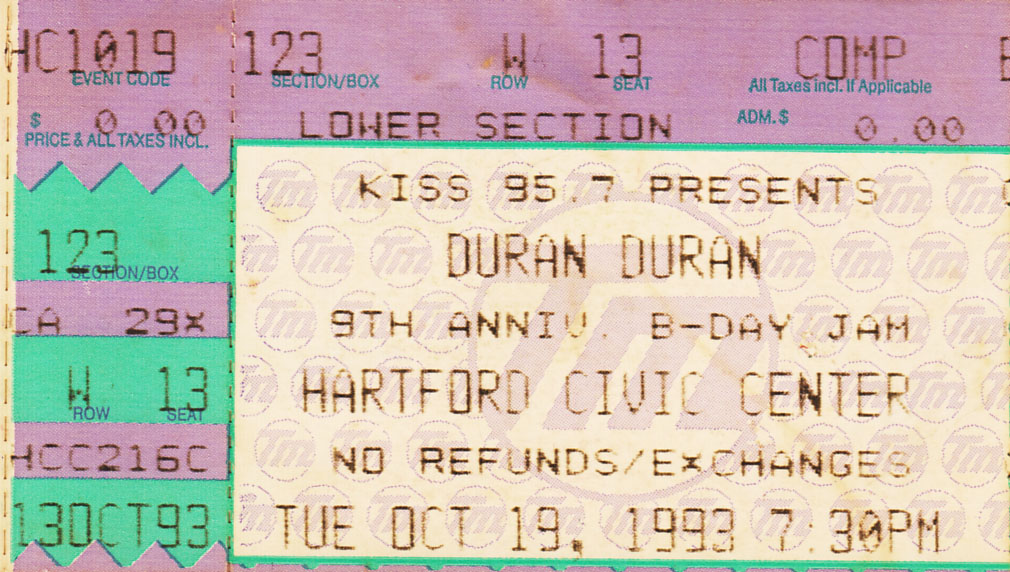 HC1019
EVENT CODE
$ 0.00
PRICE & ALL TAXES INCL.
123
SECTION/BOX
CA 29X
W 13
ROW SEAT
HCC216C
13OCT93
123 W 13 COMP
SECTION/BOX ROW SEAT All Taxes incl. If Applicable
LOWER SECTION ADM. $ 0.00
KISS 95.7 PRESENTS
DURAN DURAN
9TH ANNIV. B-DAY JAM
HARTFORD CIVIC CENTER
NO REFUNDS/EXCHANGES
TUE OCT 19, 1993 7:30PM